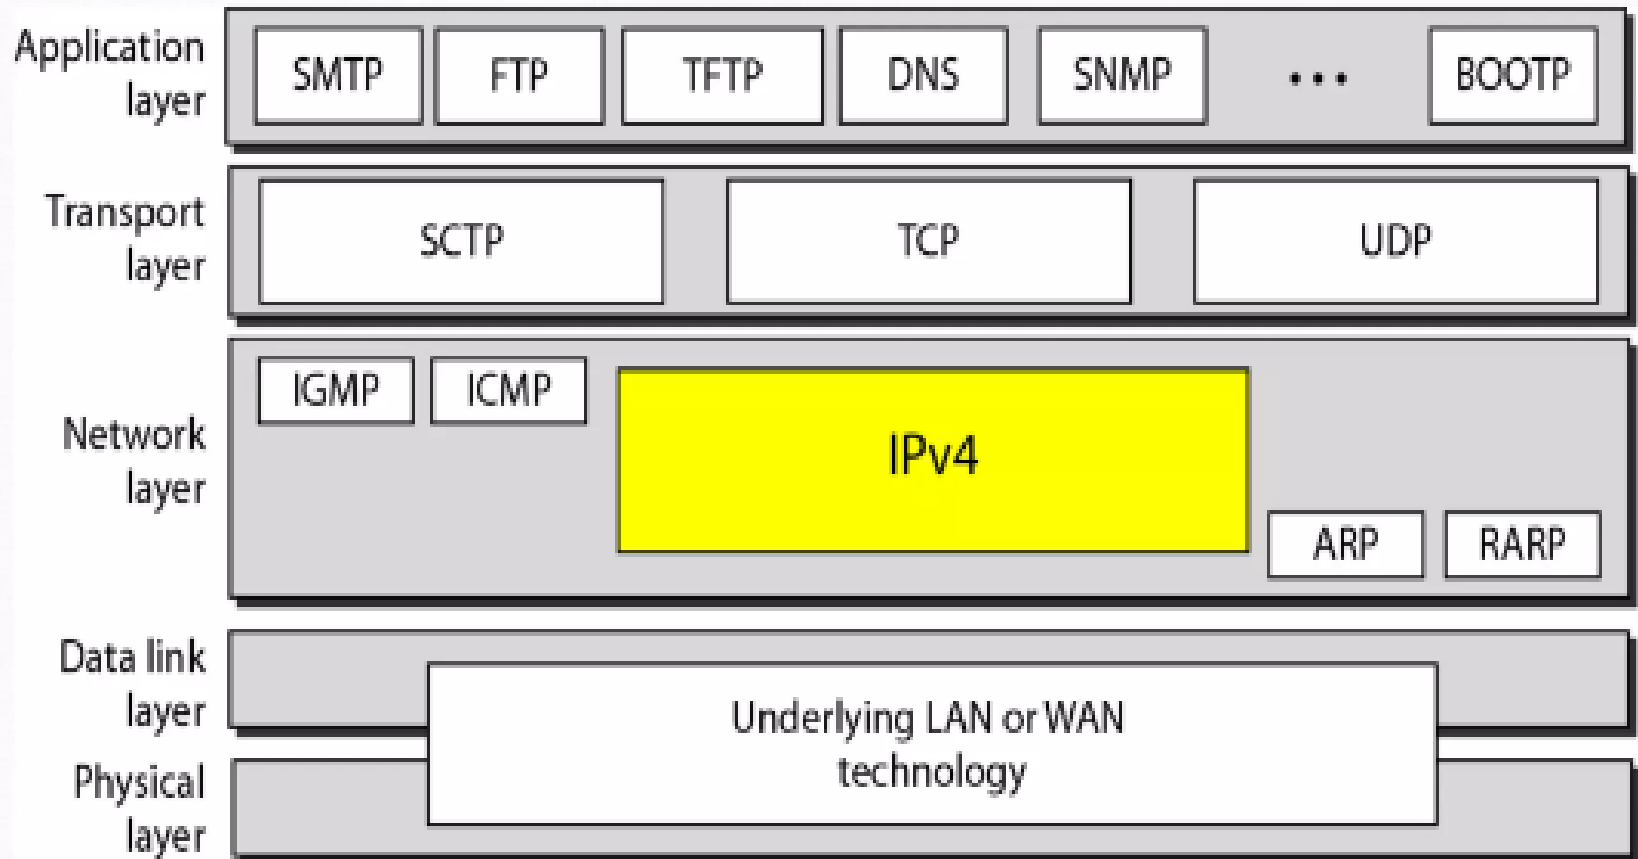 Application
layer
SMTP
FTP
TFTP
DNS
SNMP
...
BOOTP
Transport
layer
SCTP
TCP
UDP
Network
layer
IGMP
ICMP
IPv4
ARP
RARP
Data link
layer
Underlying LAN or WAN
technology
Physical
layer